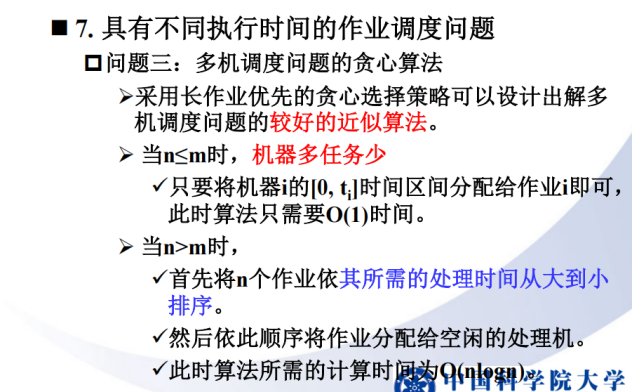 ■ 7. 具有不同执行时间的作业调度问题
问题三：多机调度问题的贪心算法
➢采用长作业优先的贪心选择策略可以设计出解多
机调度问题的较好的近似算法。
➢ 当n≤m时，机器多任务少
✓只要将机器i的[0, ti]时间区间分配给作业i即可，
此时算法只需要O(1)时间。
➢ 当n>m时，
✓首先将n个作业依其所需的处理时间从大到小
排序。
✓然后依此顺序将作业分配给空闲的处理机。
✓此时算法所需的计算时间为O(nlogn)。
中国科学院大学